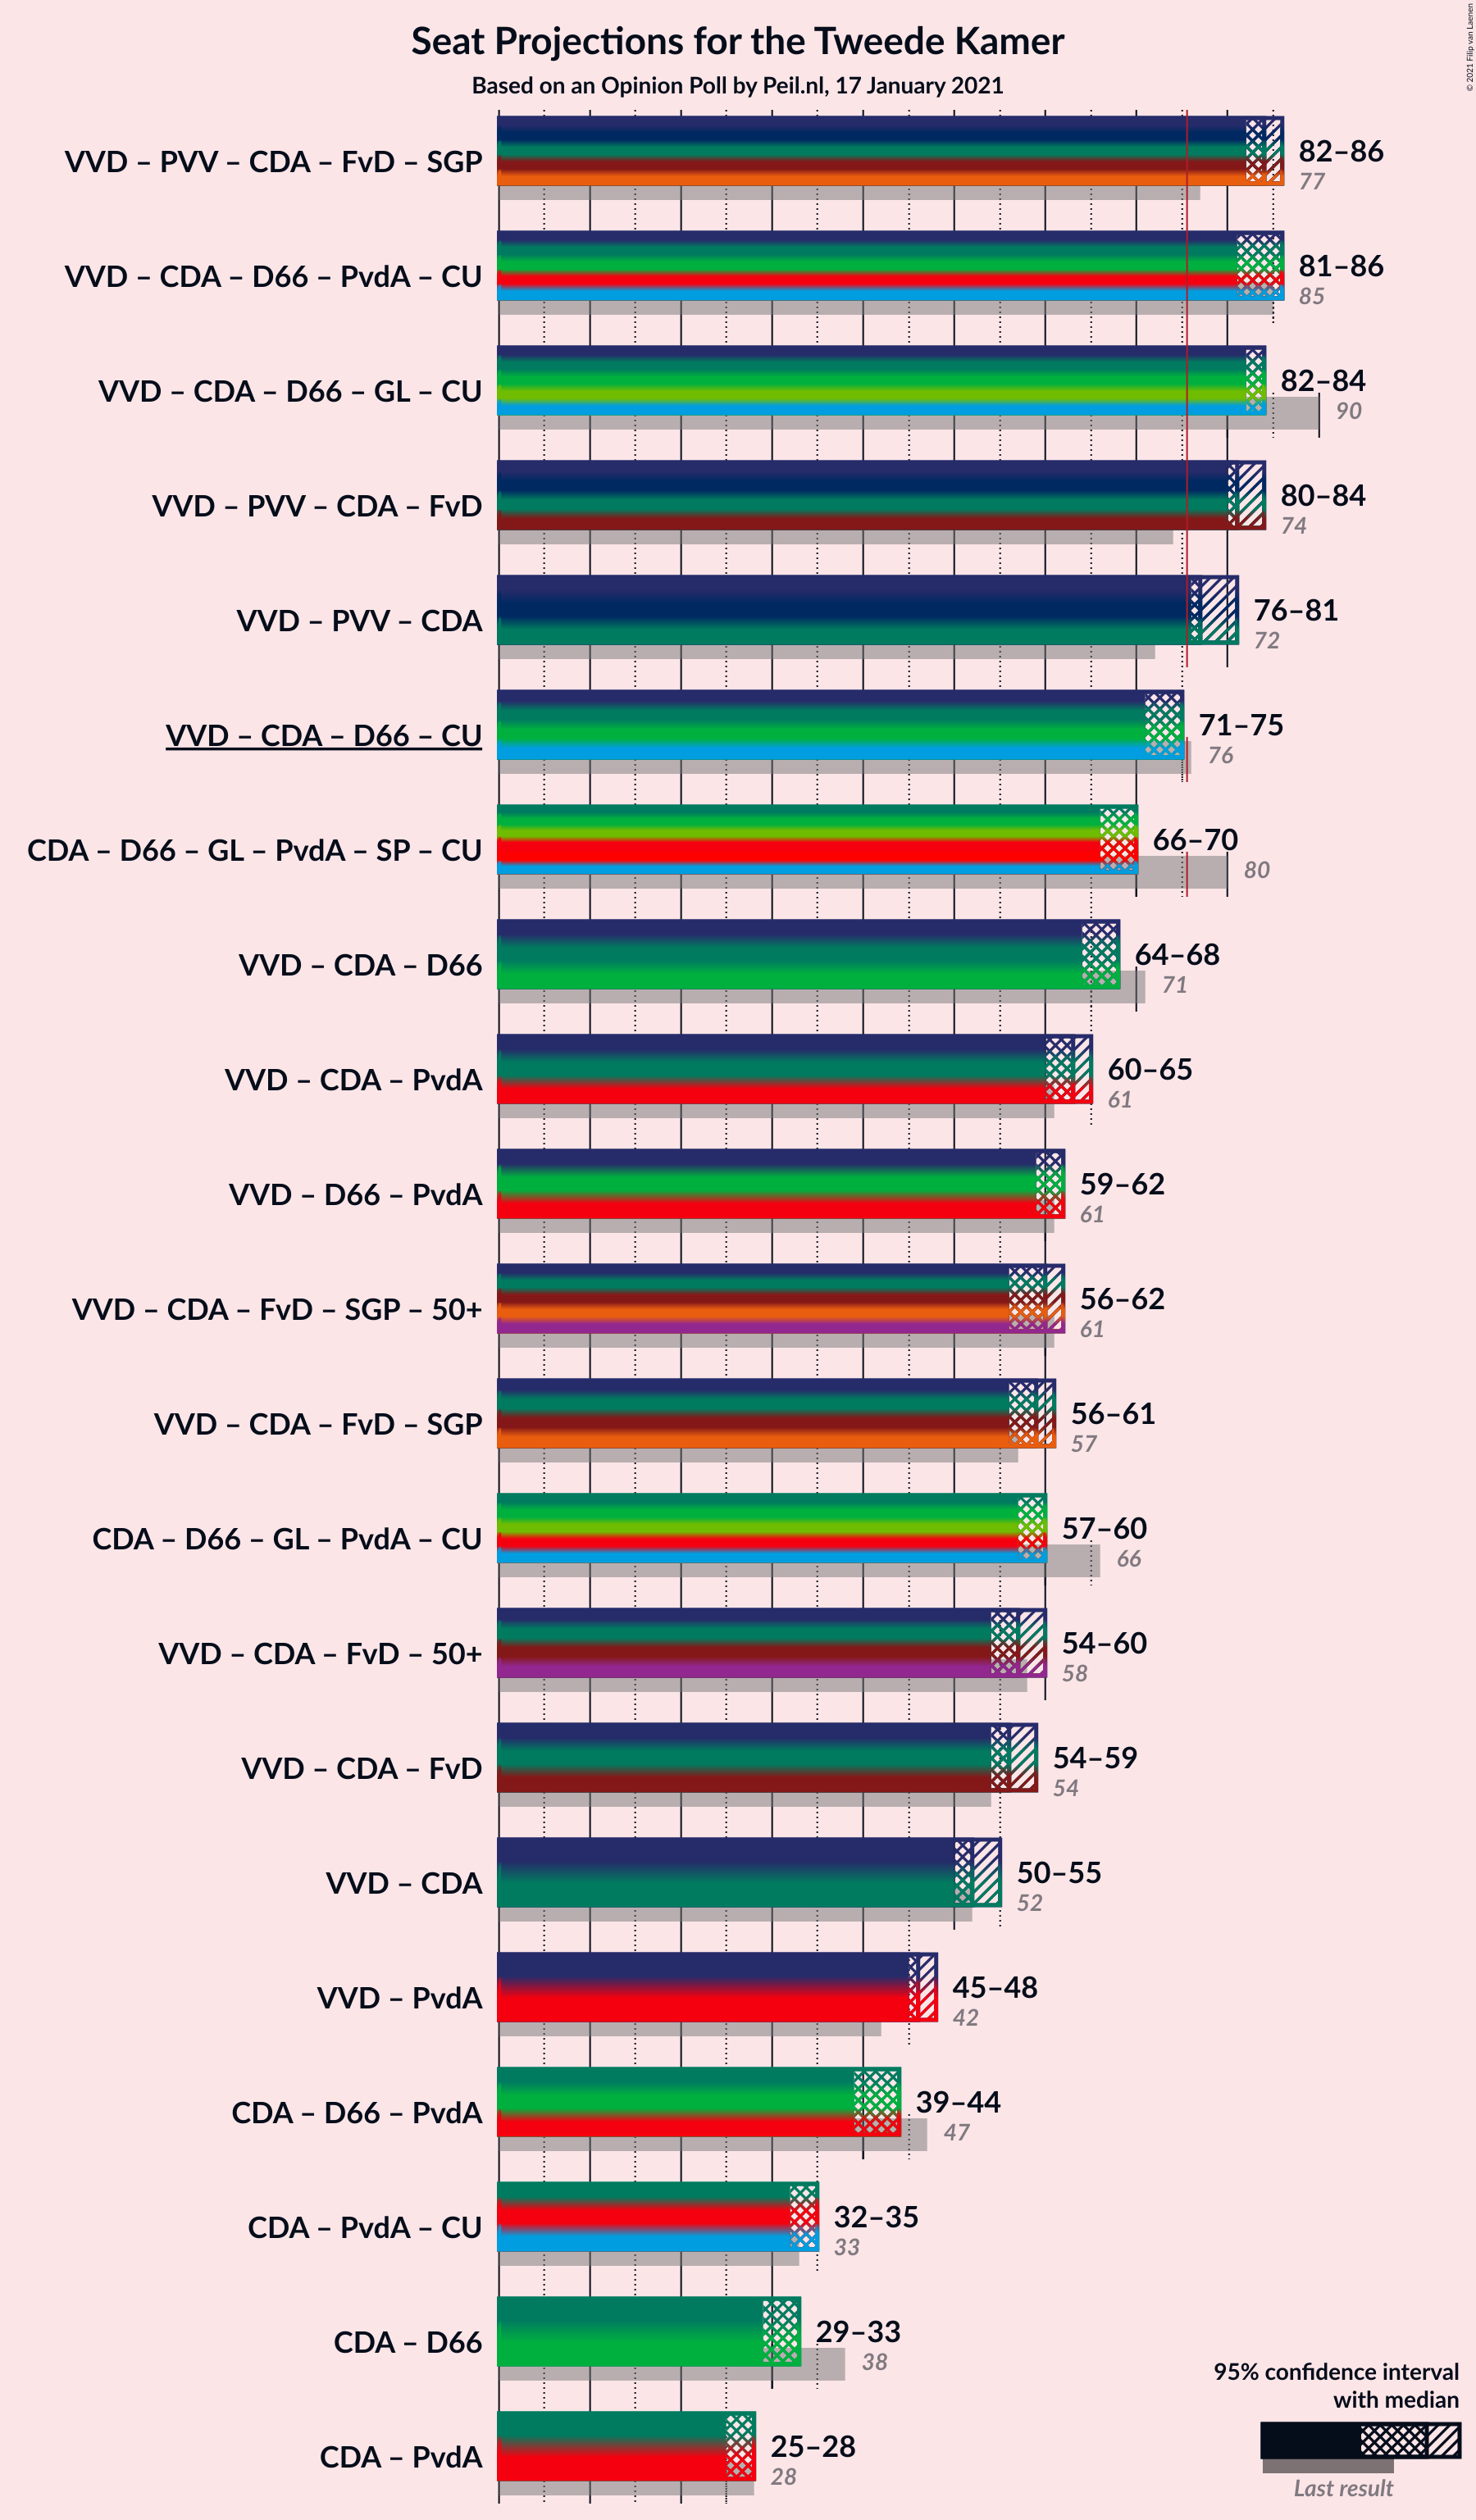 Seat Projections for the Tweede Kamer
Based on an Opinion Poll by Peil.nl, 17 January 2021
© 2021 Filip van Laenen
VVD – PVV – CDA – FvD – SGP
82–86
77
VVD – CDA – D66 – PvdA – CU
81–86
85
VVD – CDA – D66 – GL – CU
82–84
90
VVD – PVV – CDA – FvD
80–84
74
VVD – PVV – CDA
76–81
72
VVD – CDA – D66 – CU
71–75
76
CDA – D66 – GL – PvdA – SP – CU
66–70
80
VVD – CDA – D66
64–68
71
VVD – CDA – PvdA
60–65
61
VVD – D66 – PvdA
59–62
61
VVD – CDA – FvD – SGP – 50+
56–62
61
VVD – CDA – FvD – SGP
56–61
57
CDA – D66 – GL – PvdA – CU
57–60
66
VVD – CDA – FvD – 50+
54–60
58
VVD – CDA – FvD
54–59
54
VVD – CDA
50–55
52
VVD – PvdA
45–48
42
CDA – D66 – PvdA
39–44
47
CDA – PvdA – CU
32–35
33
CDA – D66
29–33
38
CDA – PvdA
25–28
28
95% confidence interval
with median
Last result